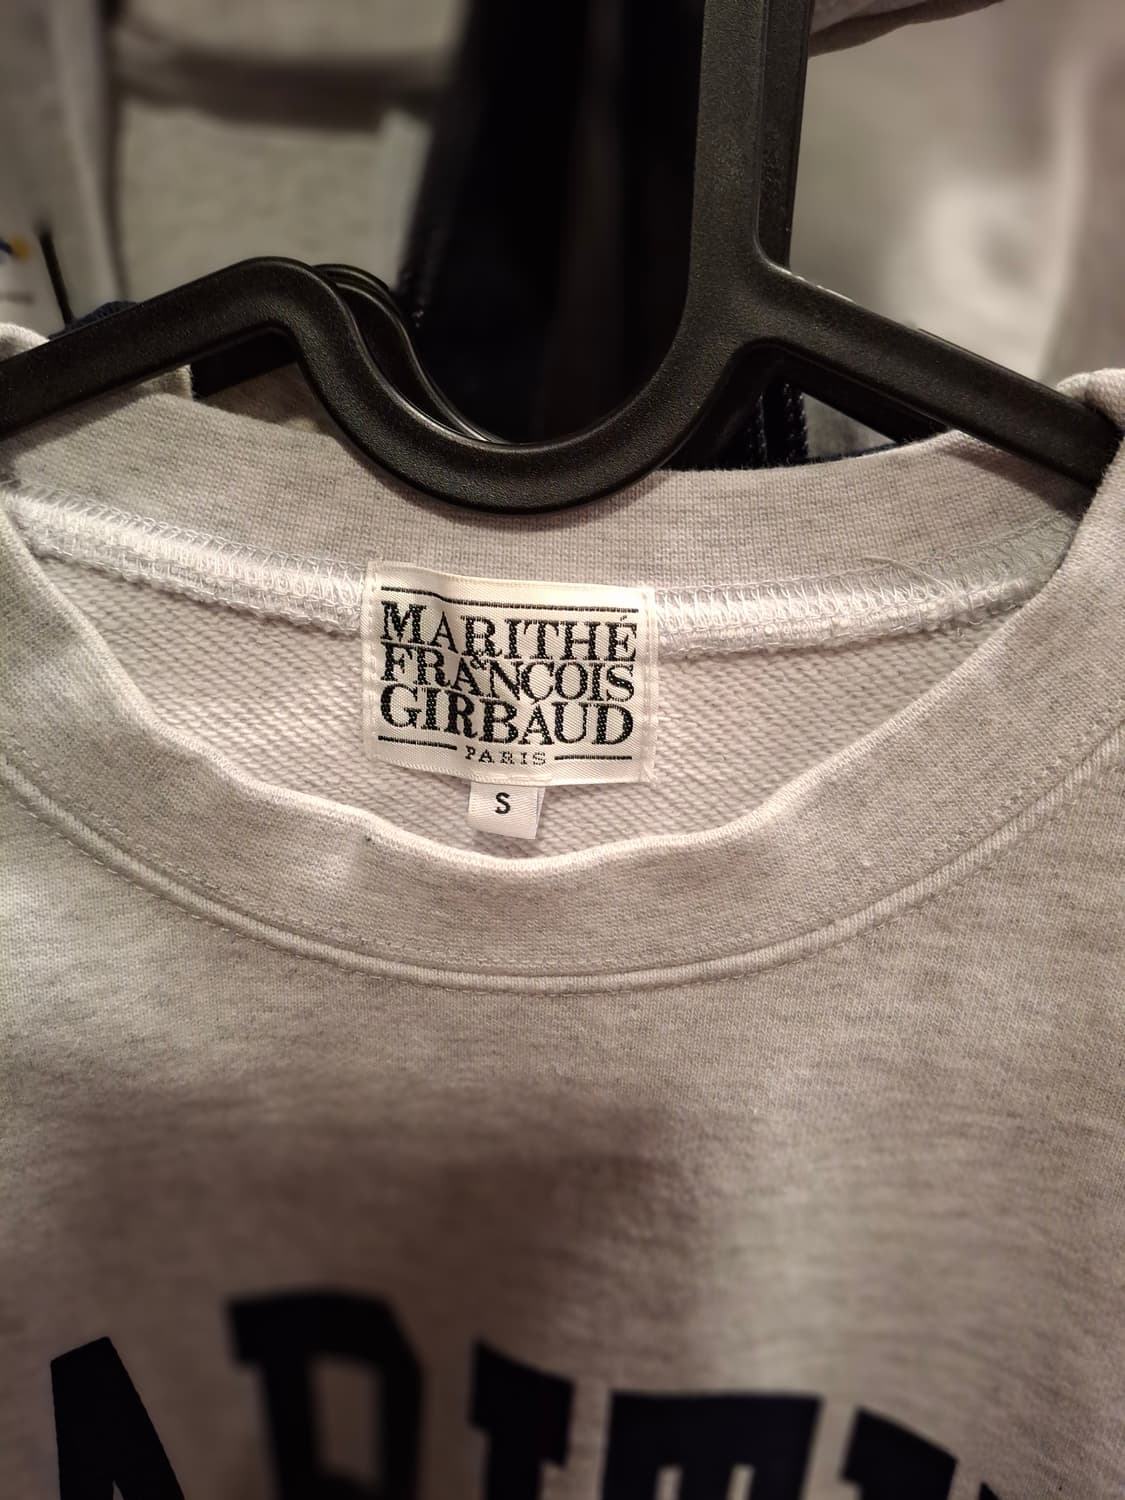 MARITHÉ
&
FRANÇOIS
GIRBAUD
PARIS
S